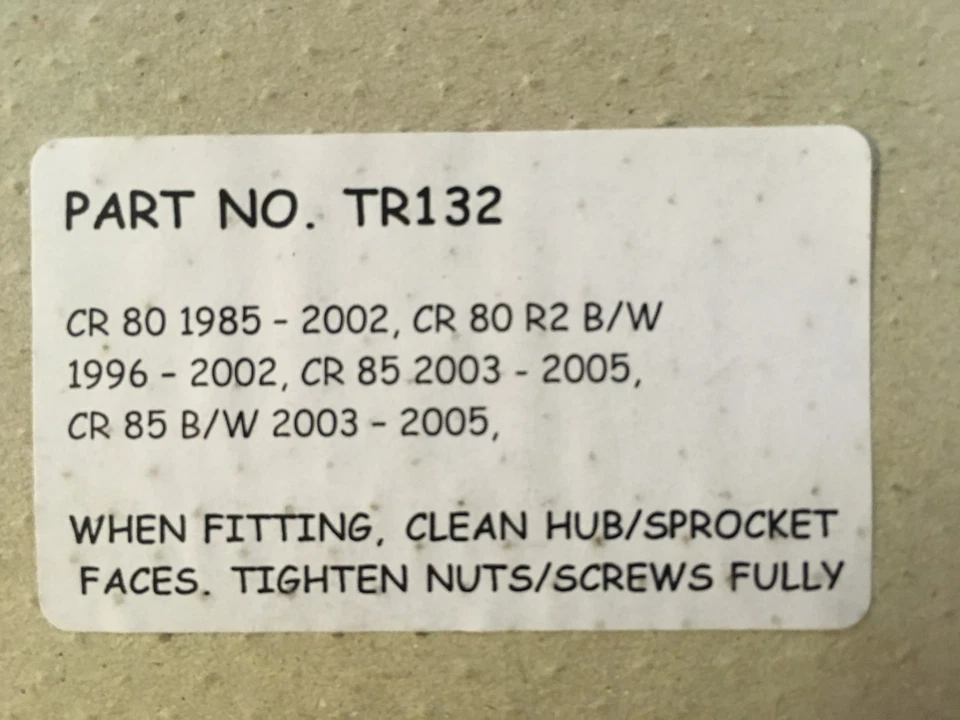 PART NO. TR132
CR 80 1985 - 2002, CR 80 R2 B/W
1996 - 2002, CR 85 2003 - 2005,
CR 85 B/W 2003 - 2005,
WHEN FITTING, CLEAN HUB/SPROCKET
FACES. TIGHTEN NUTS/SCREWS FULLY